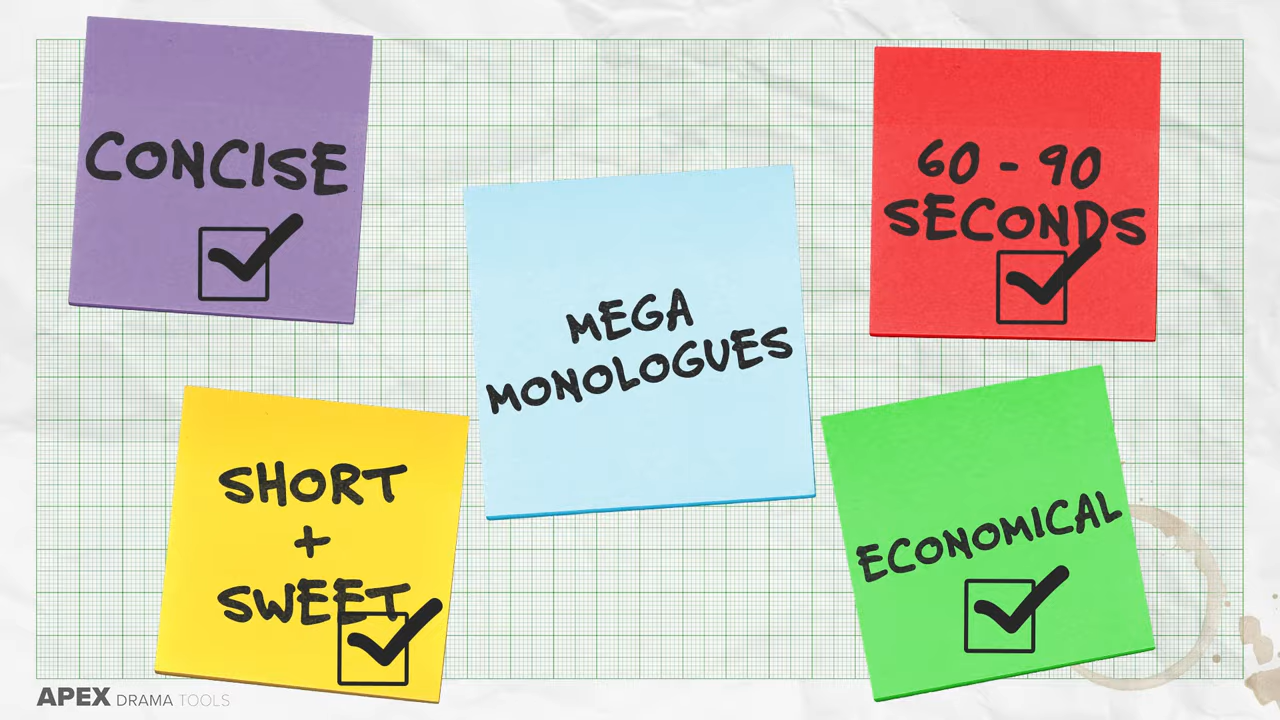 CONCISE
60 - 90
SECONDS
MEGA
MONOLOGUES
SHORT
+
SWEET
ECONOMICAL
APEX DRAMA TOOLS